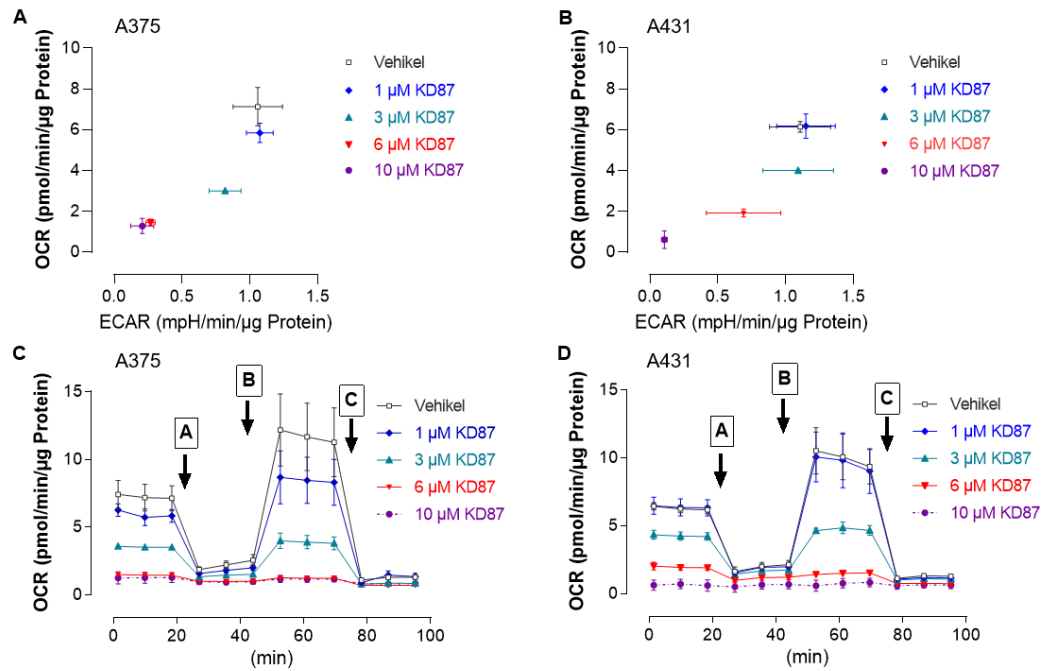 A
A375
OCR (pmol/min/µg Protein)
10
8
6
4
2
0
0.0 0.5 1.0 1.5
ECAR (mpH/min/µg Protein)
Vehikel
1 µM KD87
3 µM KD87
6 µM KD87
10 µM KD87
B
A431
OCR (pmol/min/µg Protein)
10
8
6
4
2
0
0.0 0.5 1.0 1.5
ECAR (mpH/min/µg Protein)
Vehikel
1 µM KD87
3 µM KD87
6 µM KD87
10 µM KD87
C
A375
OCR (pmol/min/µg Protein)
15
10
5
0
A
B
C
0 20 40 60 80 100
(min)
Vehikel
1 µM KD87
3 µM KD87
6 µM KD87
10 µM KD87
D
A431
OCR (pmol/min/µg Protein)
15
10
5
0
A
B
C
0 20 40 60 80 100
(min)
Vehikel
1 µM KD87
3 µM KD87
6 µM KD87
10 µM KD87